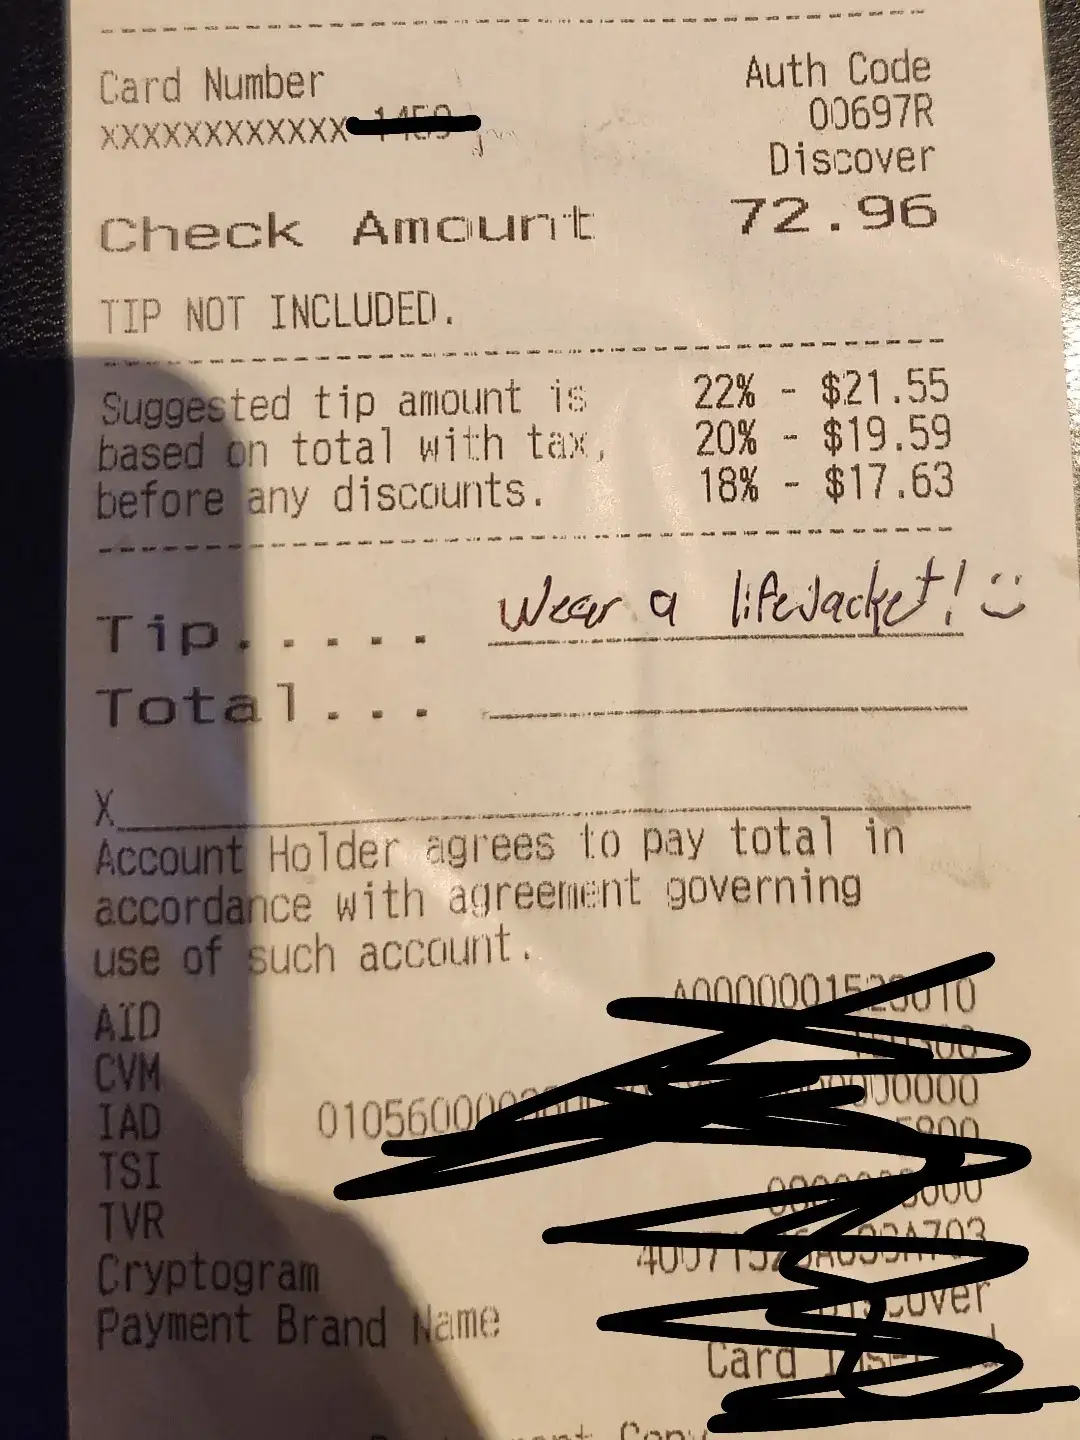 Card Number Auth Code
XXXXXXXXXXXX 00697R
Discover
Check Amount 72.96
TIP NOT INCLUDED.
Suggested tip amount is 22% - $21.55
based on total with tax, 20% - $19.59
before any discounts. 18% - $17.63
Tip..... Wear a lifeJacket! :)
Total...
X
Account Holder agrees to pay total in
accordance with agreement governing
use of such account.
AID
CVM
IAD
TSI
TVR
Cryptogram
Payment Brand Name
Card